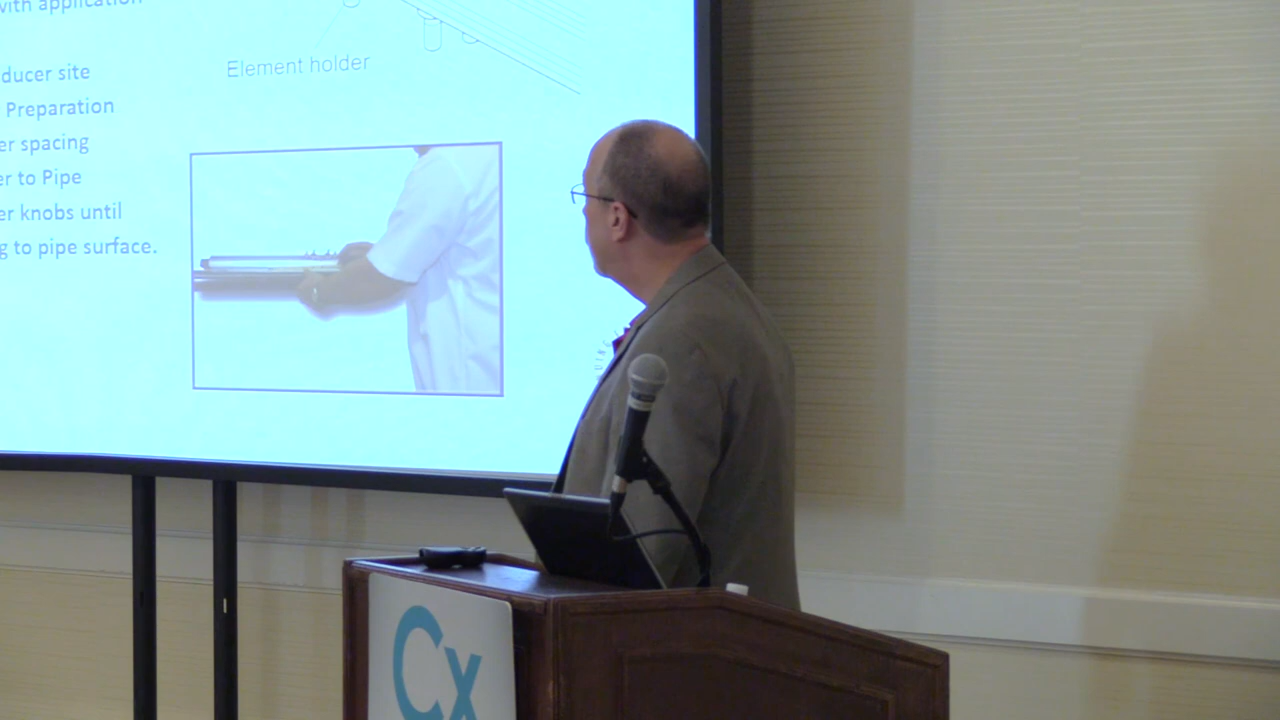 with application
ducer site
Preparation
er spacing
er to Pipe
er knobs until
g to pipe surface.
Element holder
Cx